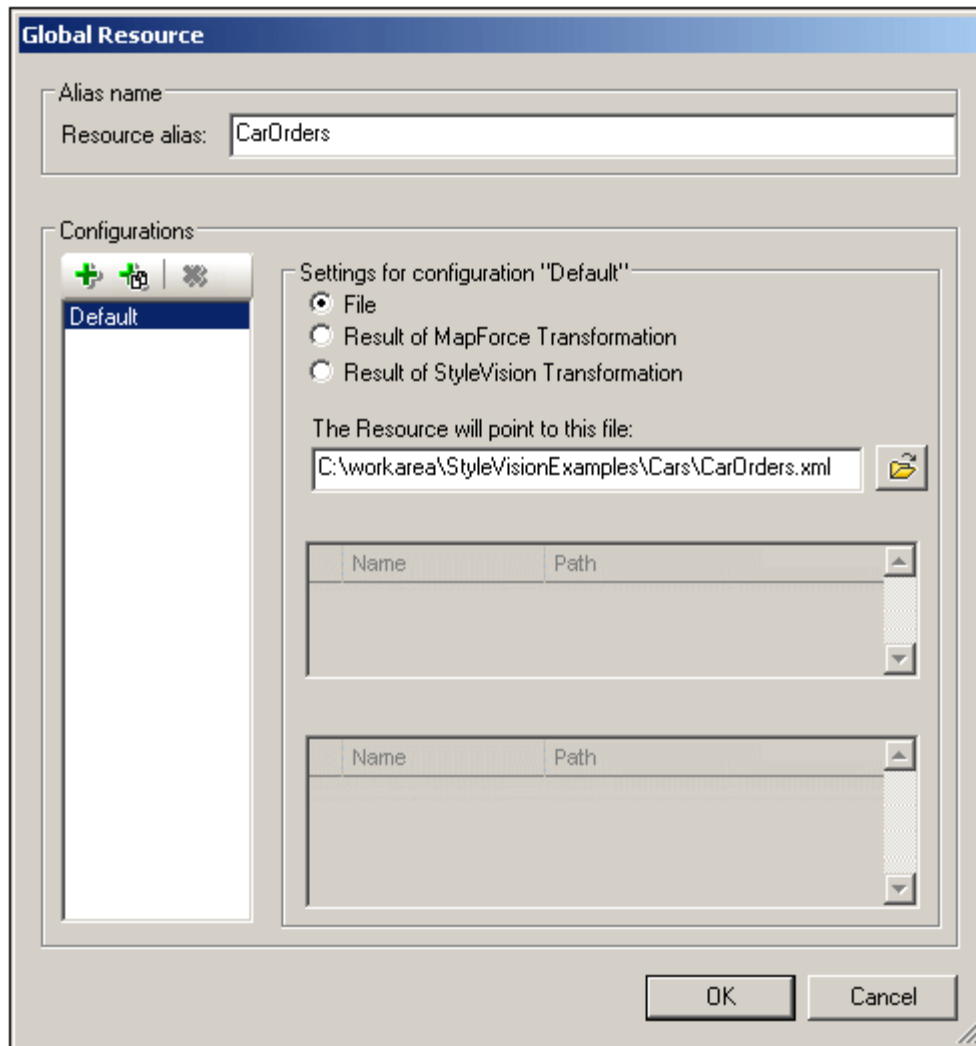 Global Resource
Alias name
Resource alias: CarOrders
Configurations
Default
Settings for configuration "Default"
File
Result of MapForce Transformation
Result of StyleVision Transformation
The Resource will point to this file:
C:\workarea\StyleVisionExamples\Cars\CarOrders.xml
Name Path
Name Path
OK Cancel